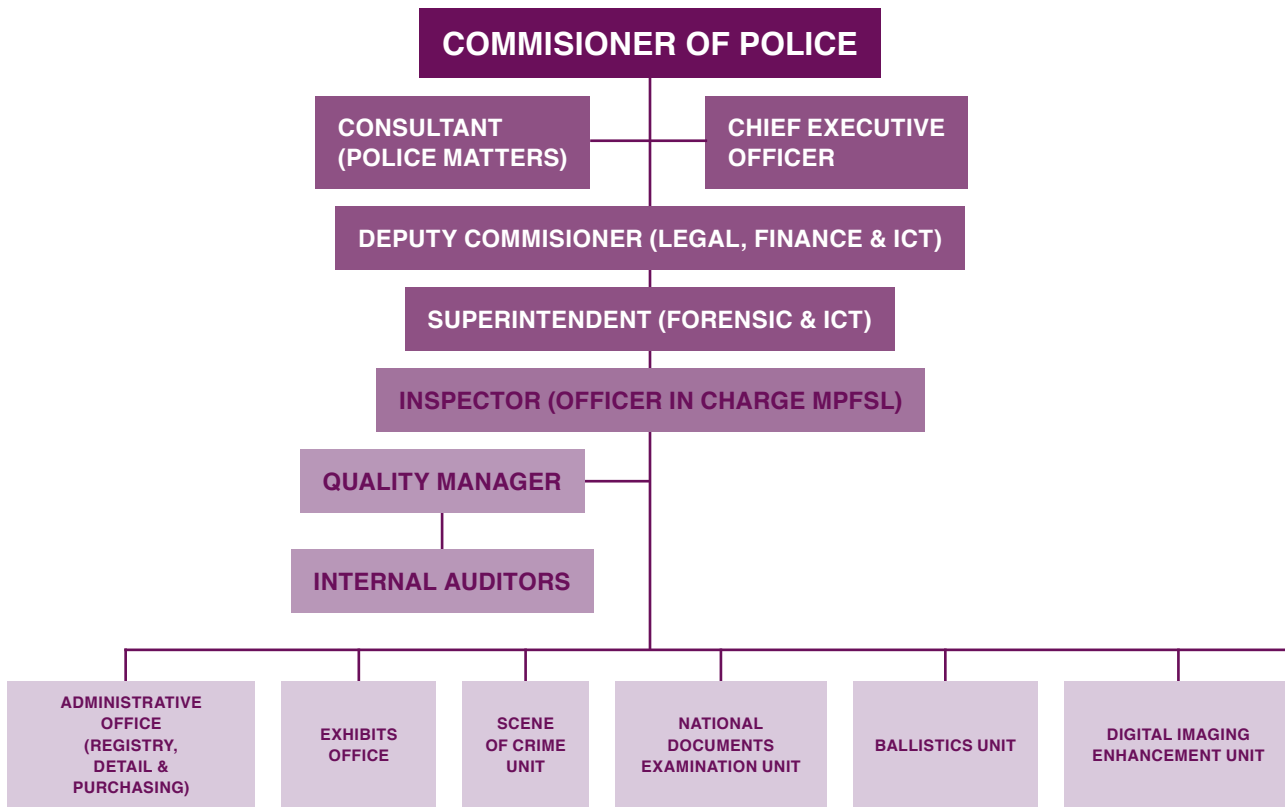 COMMISIONER OF POLICE
CONSULTANT
(POLICE MATTERS)
CHIEF EXECUTIVE
OFFICER
DEPUTY COMMISIONER (LEGAL, FINANCE & ICT)
SUPERINTENDENT (FORENSIC & ICT)
INSPECTOR (OFFICER IN CHARGE MPFSL)
QUALITY MANAGER
INTERNAL AUDITORS
ADMINISTRATIVE
OFFICE
(REGISTRY,
DETAIL &
PURCHASING)
EXHIBITS
OFFICE
SCENE
OF CRIME
UNIT
NATIONAL
DOCUMENTS
EXAMINATION UNIT
BALLISTICS UNIT
DIGITAL IMAGING
ENHANCEMENT UNIT